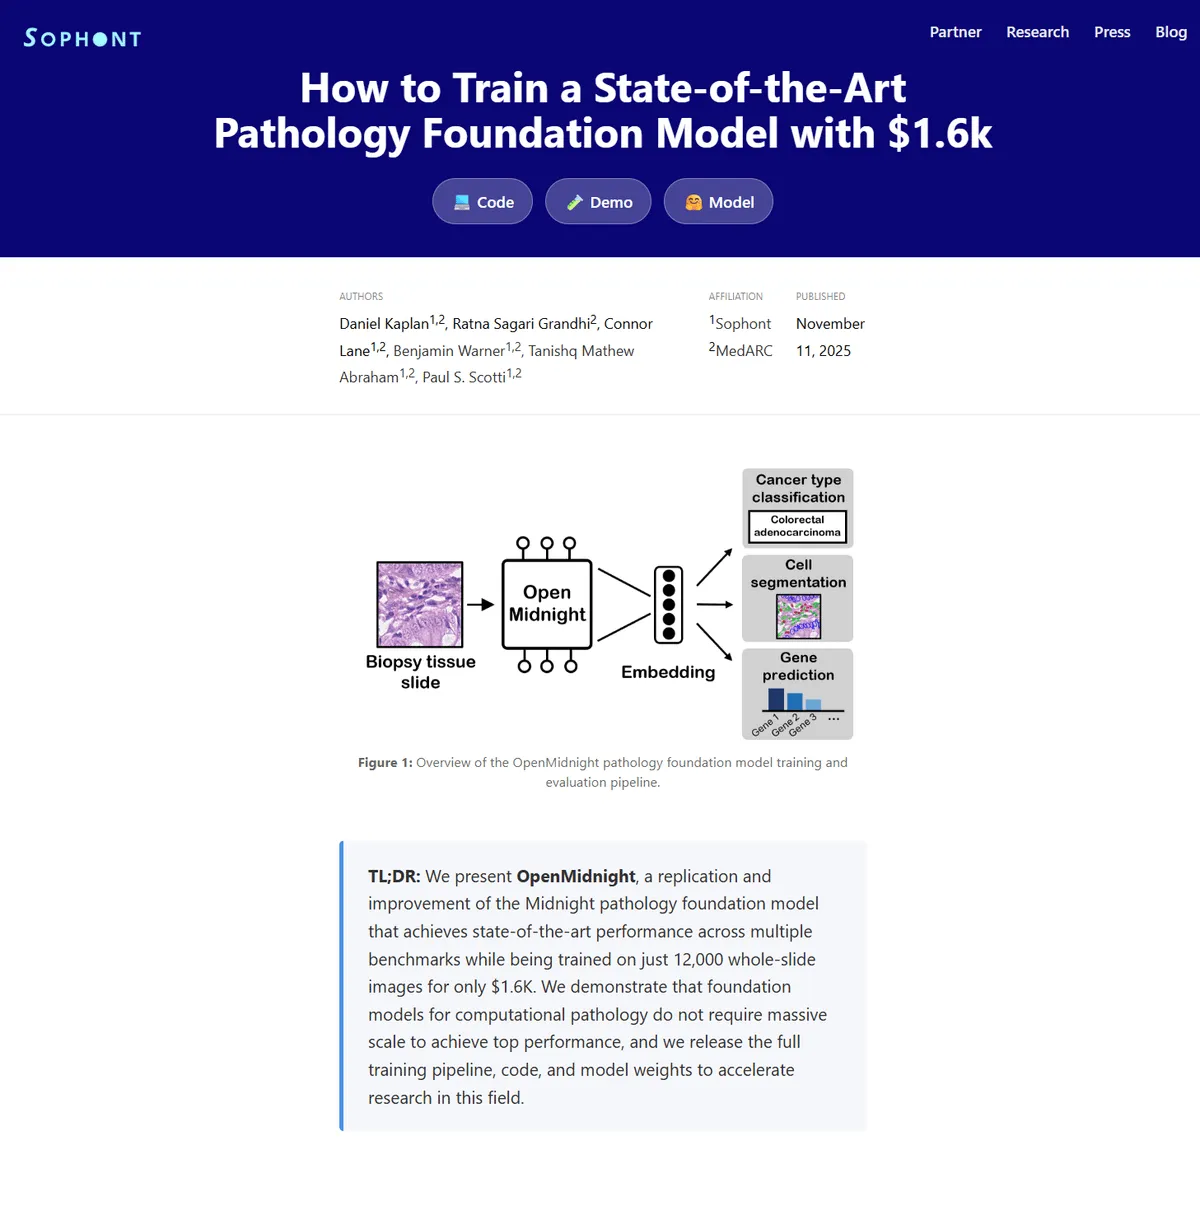 SOPHONT
Partner Research Press Blog
How to Train a State-of-the-Art
Pathology Foundation Model with $1.6k
Code Demo Model
AUTHORS
Daniel Kaplan1,2, Ratna Sagari Grandhi2, Connor
Lane1,2, Benjamin Warner1,2, Tanishq Mathew
Abraham1,2, Paul S. Scotti1,2
AFFILIATION
1Sophont
2MedARC
PUBLISHED
November
11, 2025
Biopsy tissue
slide
Open
Midnight
Embedding
Cancer type
classification
Colorectal
adenocarcinoma
Cell
segmentation
Gene
prediction
Gene 1
Gene 2
Gene 3
...
Figure 1: Overview of the OpenMidnight pathology foundation model training and
evaluation pipeline.
TL;DR: We present OpenMidnight, a replication and
improvement of the Midnight pathology foundation model
that achieves state-of-the-art performance across multiple
benchmarks while being trained on just 12,000 whole-slide
images for only $1.6K. We demonstrate that foundation
models for computational pathology do not require massive
scale to achieve top performance, and we release the full
training pipeline, code, and model weights to accelerate
research in this field.